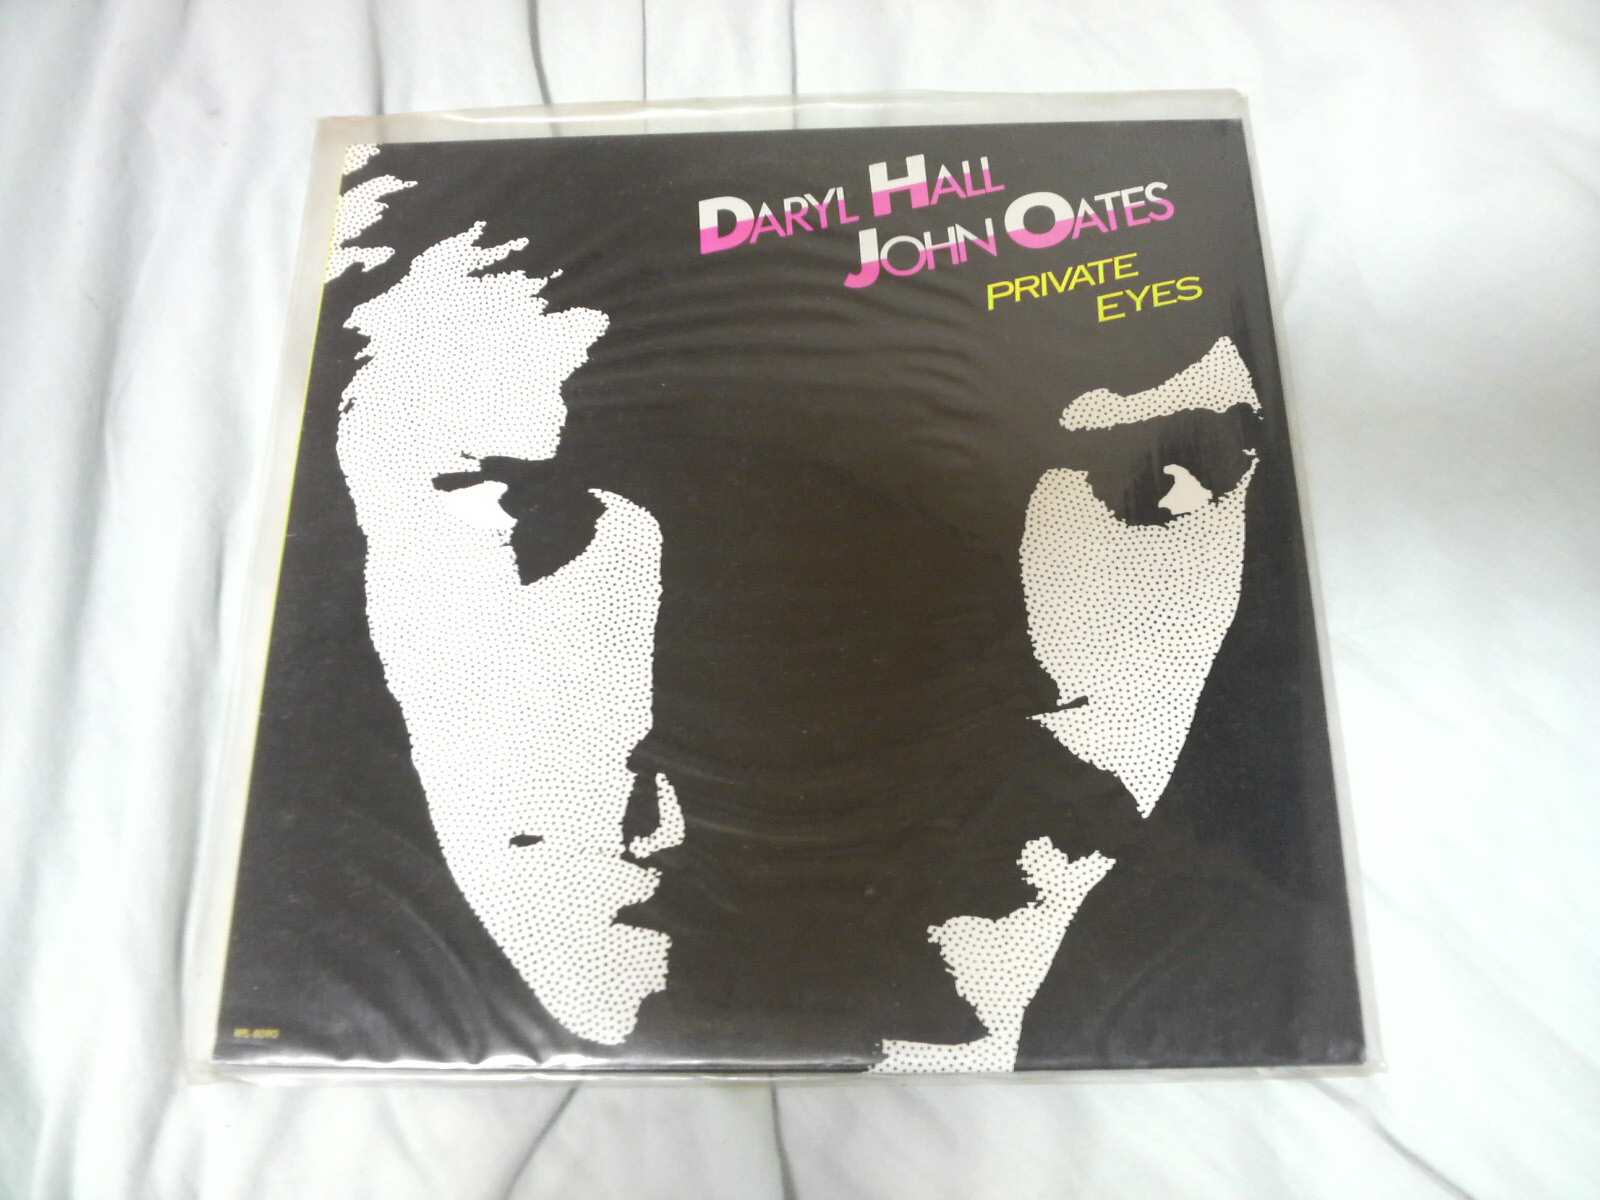 DARYL HALL
JOHN OATES
PRIVATE
EYES